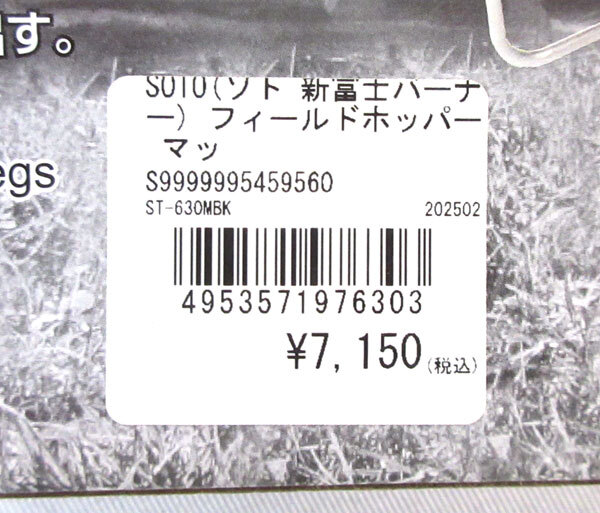 す。
egs
SOTO(ソト 新富士バーナ
ー) フィールドホッパー
マッ
S9999995459560
ST-630MBK 202502
4953571976303
¥7,150(税込)